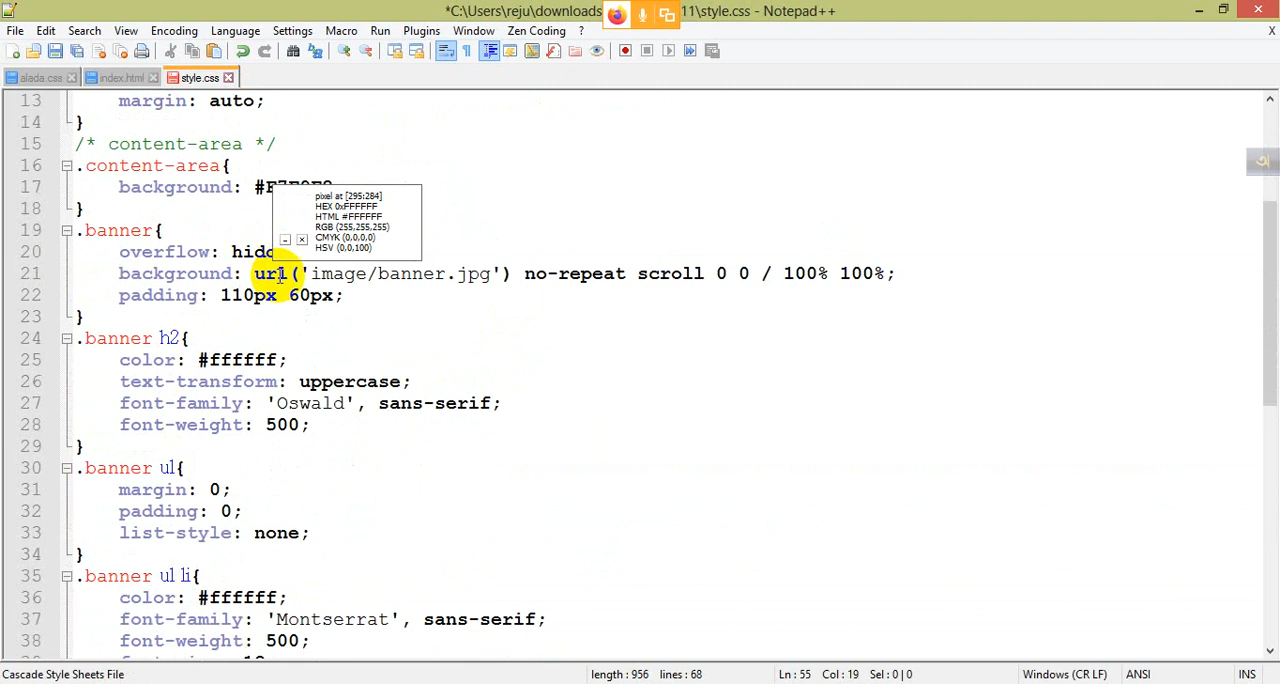 *C:\Users\reju\downloads 11\style.css - Notepad++
File Edit Search View Encoding Language Settings Macro Run Plugins Window Zen Coding ? X
alada.css index.html style.css
13 margin: auto;
14 }
15 /* content-area */
16 .content-area{
17 background:
18 }
19 .banner{
20 overflow: hidd
21 background: url('image/banner.jpg') no-repeat scroll 0 0 / 100% 100%;
22 padding: 110px 60px;
23 }
24 .banner h2{
25 color: #ffffff;
26 text-transform: uppercase;
27 font-family: 'Oswald', sans-serif;
28 font-weight: 500;
29 }
30 .banner ul{
31 margin: 0;
32 padding: 0;
33 list-style: none;
34 }
35 .banner ul li{
36 color: #ffffff;
37 font-family: 'Montserrat', sans-serif;
38 font-weight: 500;
pixel at [295:284]
HEX 0xFFFFFF
HTML #FFFFFF
RGB (255,255,255)
CMYK (0,0,0,0)
HSV (0,0,100)
Cascade Style Sheets File length : 956 lines : 68 Ln : 55 Col : 19 Sel : 0 | 0 Windows (CR LF) ANSI INS